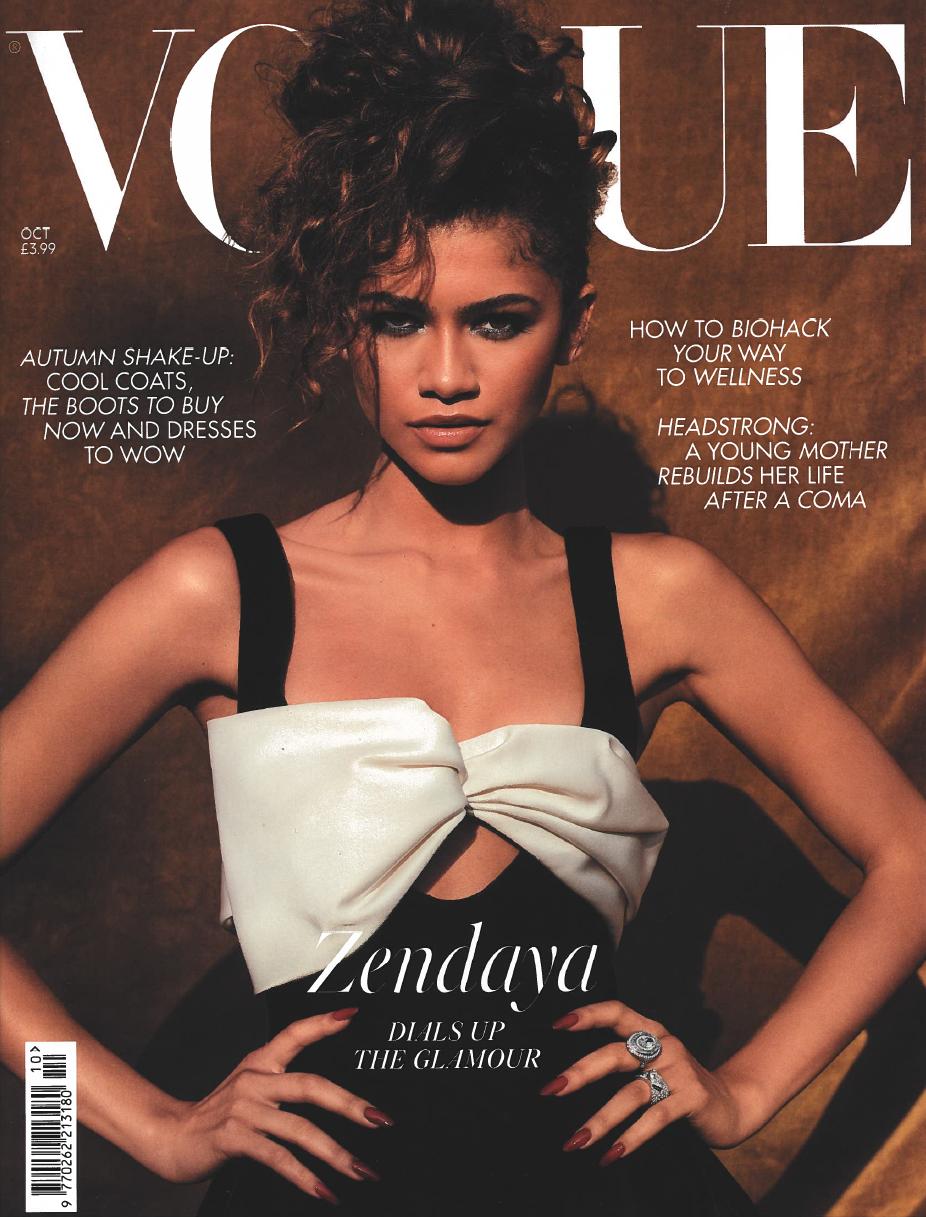 VOGUE
®
OCT
£3.99
AUTUMN SHAKE-UP:
COOL COATS,
THE BOOTS TO BUY
NOW AND DRESSES
TO WOW
HOW TO BIOHACK
YOUR WAY
TO WELLNESS
HEADSTRONG:
A YOUNG MOTHER
REBUILDS HER LIFE
AFTER A COMA
Zendaya
DIALS UP
THE GLAMOUR
10>
9 770262 213180